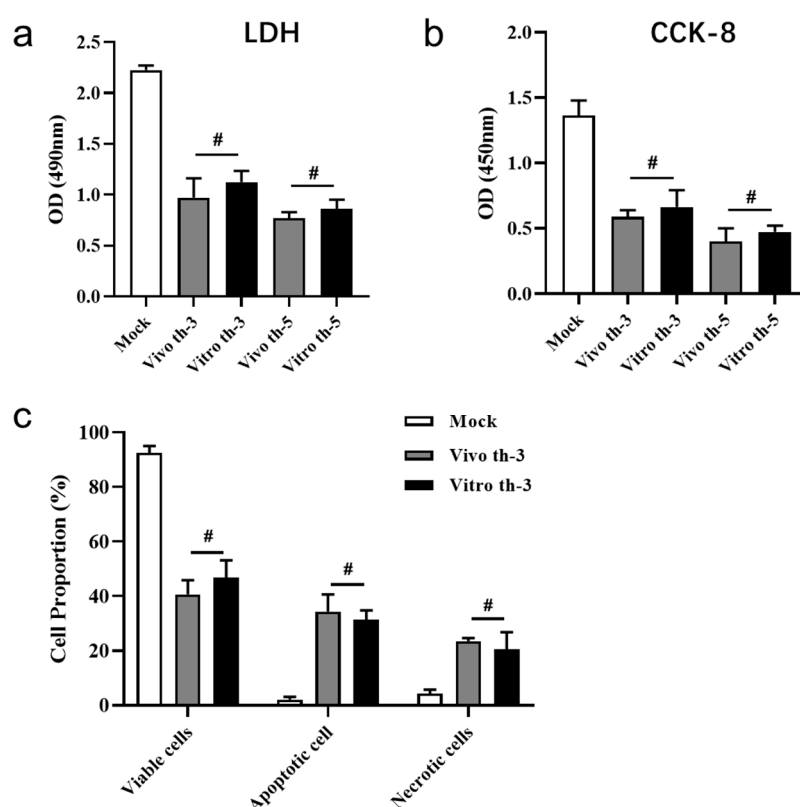 a
LDH
OD (490nm)
2.5
2.0
1.5
1.0
0.5
0.0
#
#
Mock
Vivo th-3
Vitro th-3
Vivo th-5
Vitro th-5
b
CCK-8
OD (450nm)
2.0
1.5
1.0
0.5
0.0
#
#
Mock
Vivo th-3
Vitro th-3
Vivo th-5
Vitro th-5
c
Cell Proportion (%)
100
80
60
40
20
0
Mock
Vivo th-3
Vitro th-3
#
#
#
Viable cells
Apoptotic cell
Necrotic cells